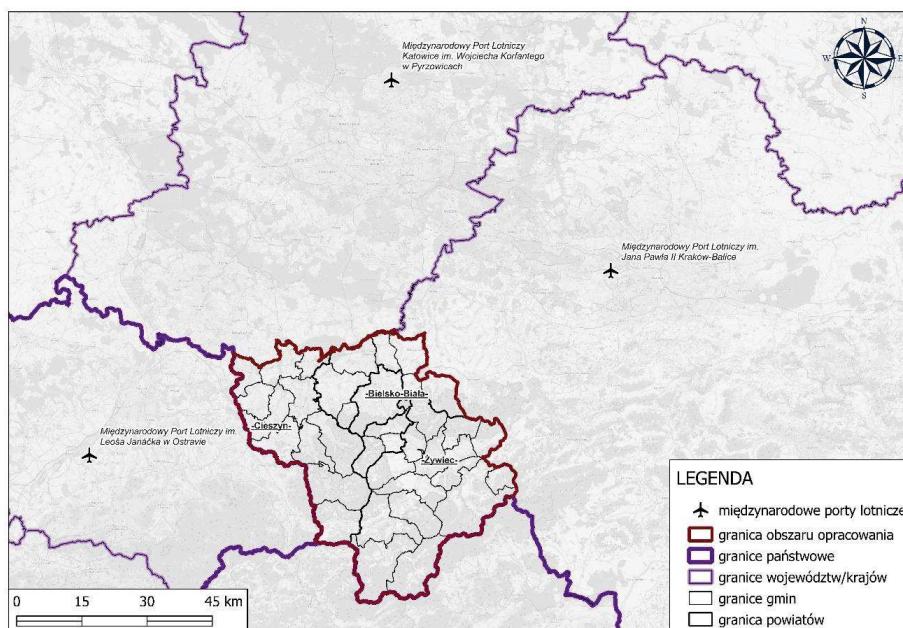 Międzynarodowy Port Lotniczy
Katowice im. Wojciecha Korfantego
w Pyrzowicach
N
W
E
S
Międzynarodowy Port Lotniczy im.
Jana Pawła II Kraków-Balice
-Bielsko-Biała-
-Cieszyn-
Międzynarodowy Port Lotniczy im.
Leoša Janáčka w Ostravie
-Żywiec-
LEGENDA
międzynarodowe porty lotnicze
granica obszaru opracowania
granice państwowe
granice województw/krajów
granice gmin
granica powiatów
0 15 30 45 km